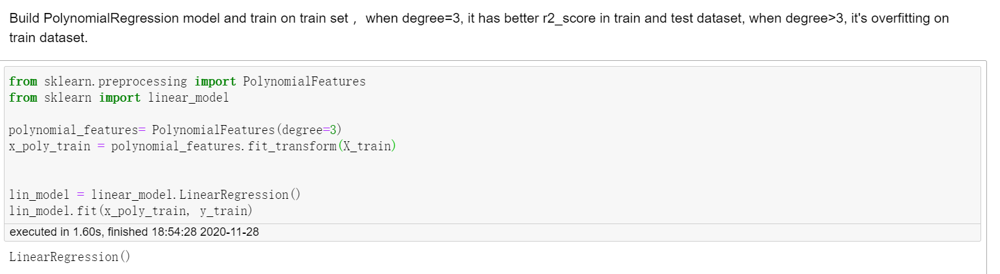 Build PolynomialRegression model and train on train set ，when degree=3, it has better r2_score in train and test dataset, when degree>3, it's overfitting on
train dataset.
from sklearn.preprocessing import PolynomialFeatures
from sklearn import linear_model
polynomial_features= PolynomialFeatures(degree=3)
x_poly_train = polynomial_features.fit_transform(X_train)
lin_model = linear_model.LinearRegression()
lin_model.fit(x_poly_train, y_train)
executed in 1.60s, finished 18:54:28 2020-11-28
LinearRegression()